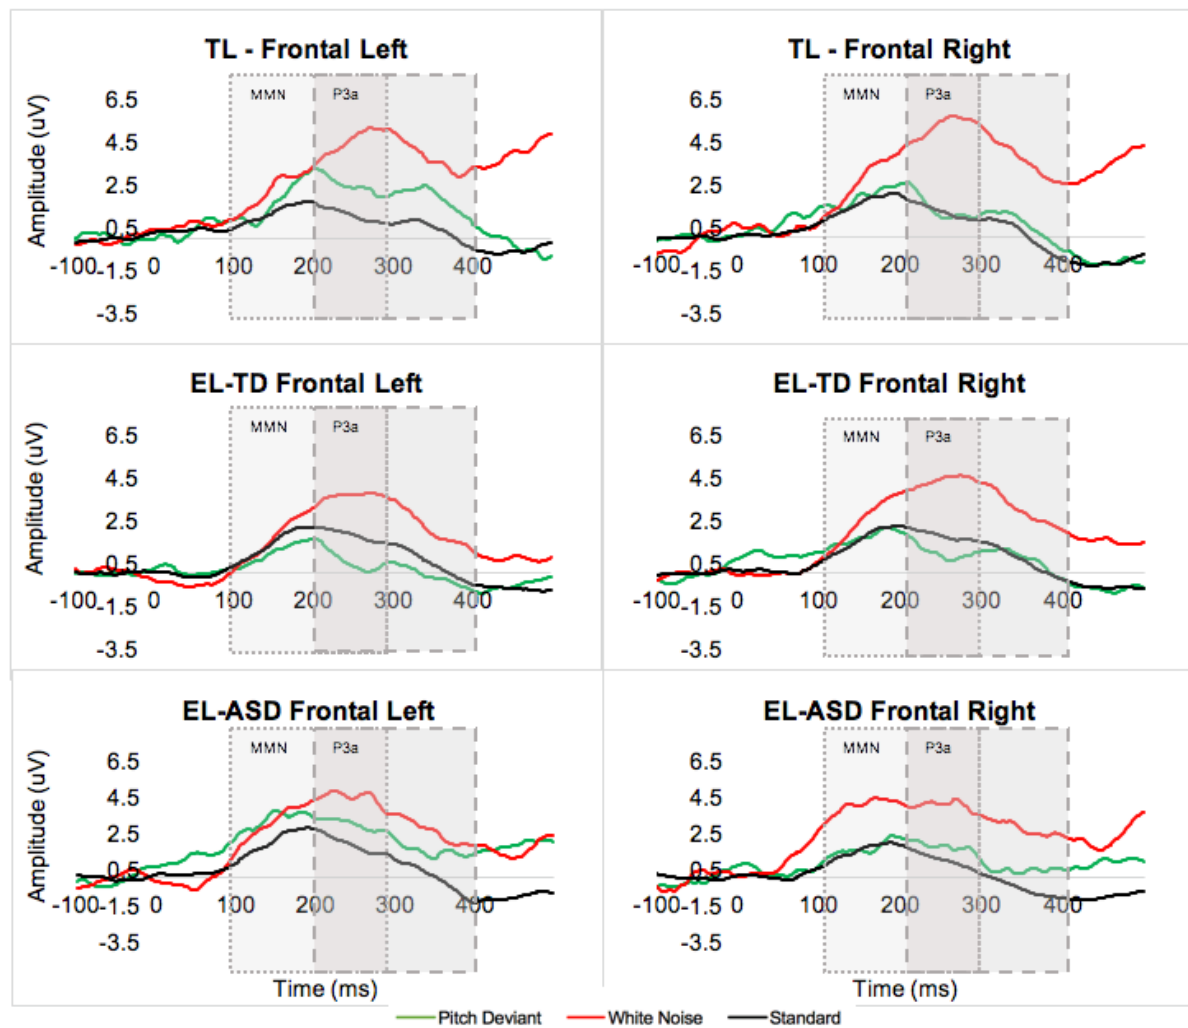 TL - Frontal Left
Amplitude (uV)
6.5
4.5
2.5
0.5
-1.5
-3.5
MMN
P3a
-100
0
100
200
300
400
TL - Frontal Right
6.5
4.5
2.5
0.5
-1.5
-3.5
MMN
P3a
-100
0
100
200
300
400
EL-TD Frontal Left
Amplitude (uV)
6.5
4.5
2.5
0.5
-1.5
-3.5
MMN
P3a
-100
0
100
200
300
400
EL-TD Frontal Right
6.5
4.5
2.5
0.5
-1.5
-3.5
MMN
P3a
-100
0
100
200
300
400
EL-ASD Frontal Left
Amplitude (uV)
6.5
4.5
2.5
0.5
-1.5
-3.5
MMN
P3a
-100
0
100
200
300
400
Time (ms)
EL-ASD Frontal Right
6.5
4.5
2.5
0.5
-1.5
-3.5
MMN
P3a
-100
0
100
200
300
400
Time (ms)
Pitch Deviant
White Noise
Standard